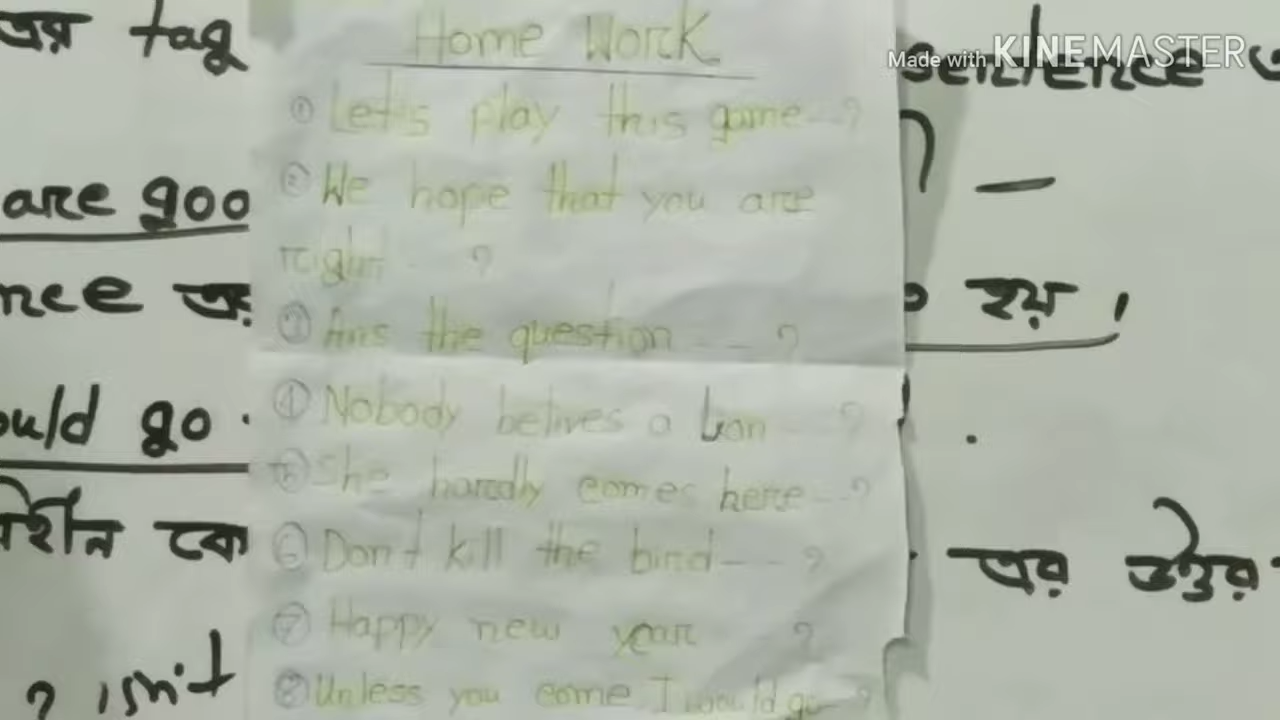 এর tag
Made with KINEMASTER
sentence
Home Work
① Let's play this game--?
② We hope that you are
right -- ?
③ Ans the question --- ?
④ Nobody belives a liar -- ?
⑤ She hardly comes here--?
⑥ Don't kill the bird--- ?
⑦ Happy new year ?
⑧ Unless you come I would go--?
are goo
nce এর
হয় ।
ould go
এর উত্তর
? isn't